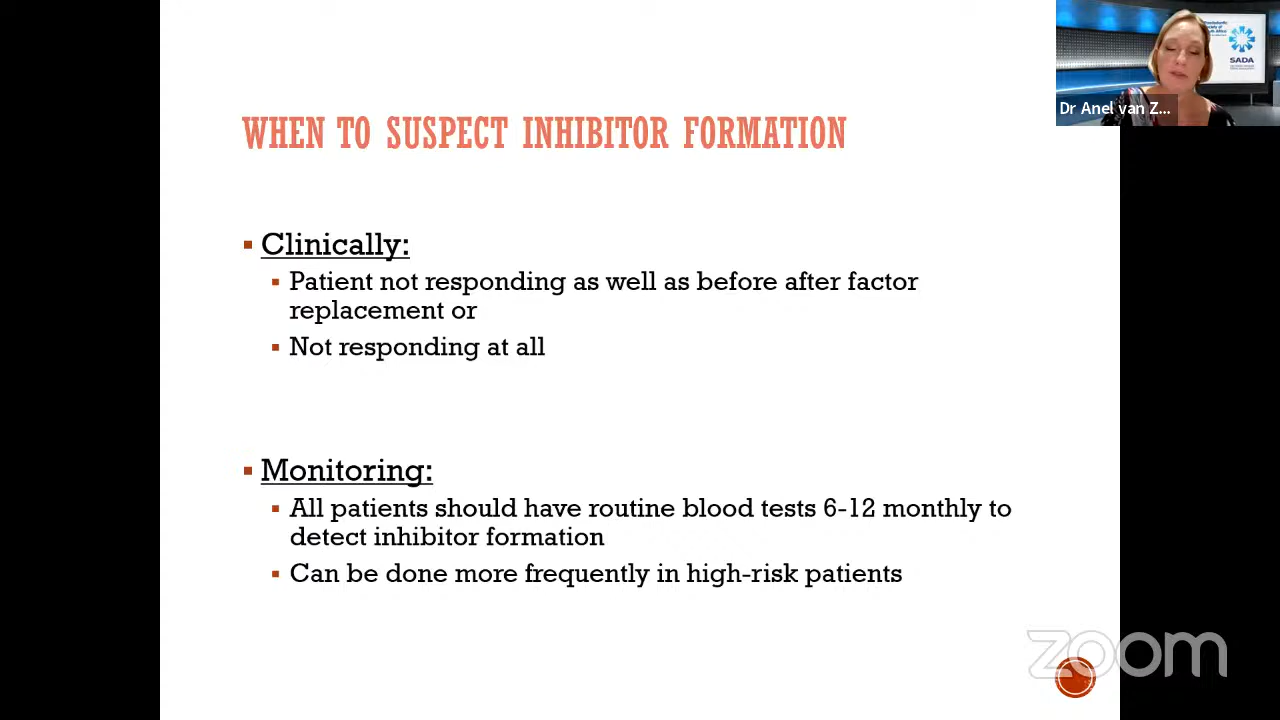 WHEN TO SUSPECT INHIBITOR FORMATION
SADA
Dr Anel van Z...
▪ Clinically:
▪ Patient not responding as well as before after factor
replacement or
▪ Not responding at all
▪ Monitoring:
▪ All patients should have routine blood tests 6-12 monthly to
detect inhibitor formation
▪ Can be done more frequently in high-risk patients
zoom